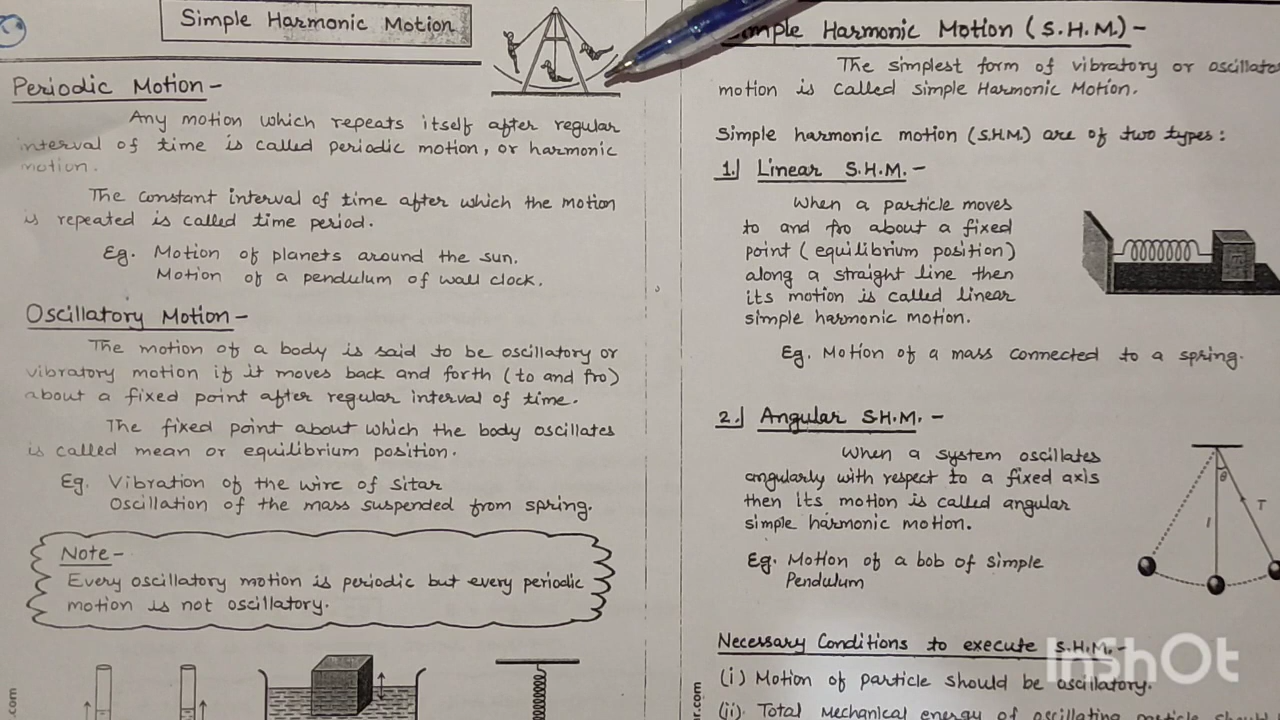 Simple Harmonic Motion
Periodic Motion -
Any motion which repeats itself after regular
interval of time is called periodic motion, or harmonic
motion.
The constant interval of time after which the motion
is repeated is called time period.
Eg. Motion of planets around the sun.
Motion of a pendulum of wall clock.
Oscillatory Motion -
The motion of a body is said to be oscillatory or
vibratory motion if it moves back and forth (to and fro)
about a fixed point after regular interval of time.
The fixed point about which the body oscillates
is called mean or equilibrium position.
Eg. Vibration of the wire of sitar
Oscillation of the mass suspended from spring.
Note -
Every oscillatory motion is periodic but every periodic
motion is not oscillatory.
.com
Harmonic Motion (S.H.M.) -
The simplest form of vibratory or
motion is called simple Harmonic Motion.
Simple harmonic motion (S.H.M.) are of two types:
1.] Linear S.H.M. -
When a particle moves
to and fro about a fixed
point (equilibrium position)
along a straight line then
its motion is called linear
simple harmonic motion.
m
Eg. Motion of a mass connected to a spring.
2.] Angular S.H.M. -
When a system oscillates
angularly with respect to a fixed axis
then its motion is called angular
simple harmonic motion.
Eg. Motion of a bob of simple
Pendulum
θ
l
T
Necessary Conditions to execute S.H.M. -
(i) Motion of particle should be oscillatory.
(ii) Total mechanical energy of oscillating particle should
r.com
InShOt